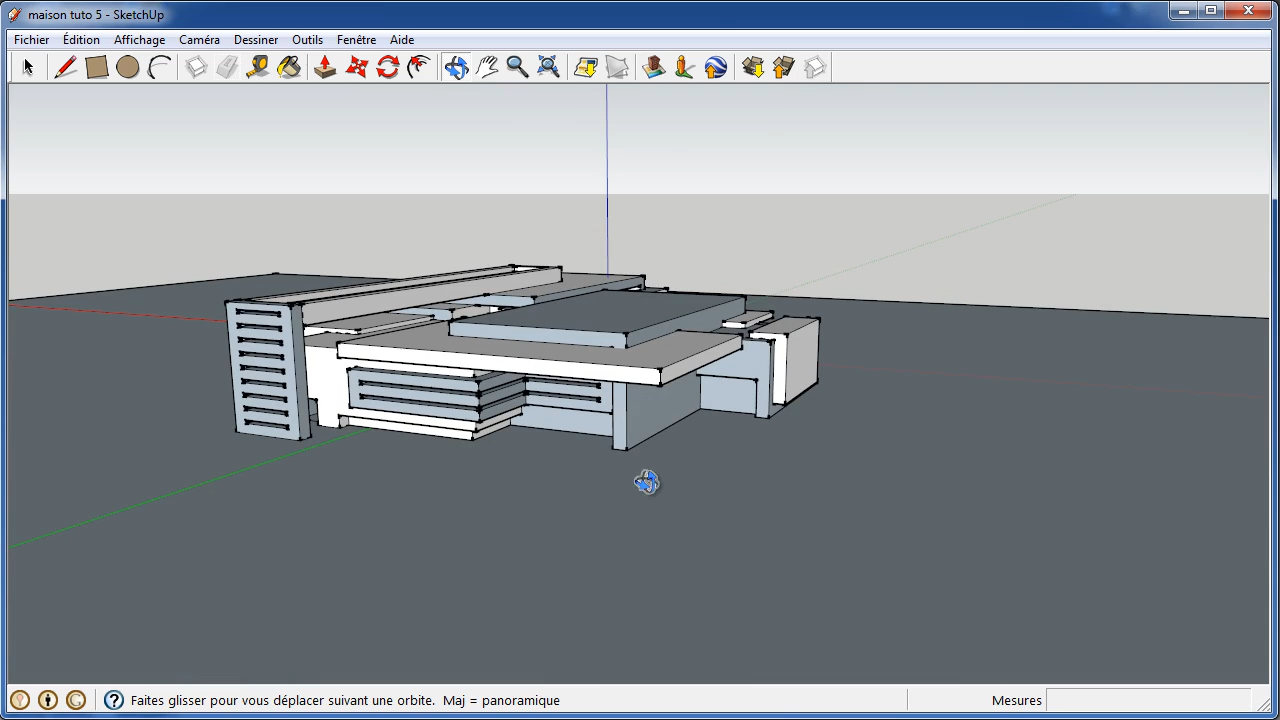 maison tuto 5 - SketchUp
Fichier Édition Affichage Caméra Dessiner Outils Fenêtre Aide
Faites glisser pour vous déplacer suivant une orbite. Maj = panoramique Mesures